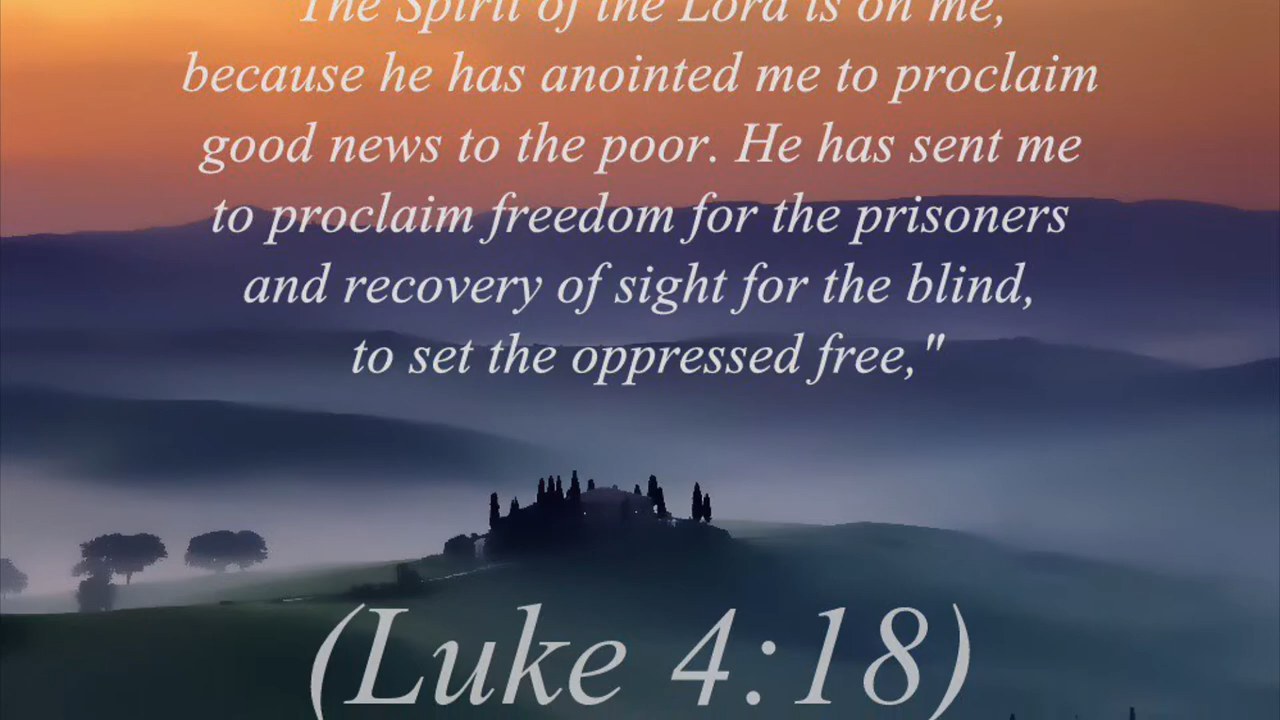 The Spirit of the Lord is on me,
because he has anointed me to proclaim
good news to the poor. He has sent me
to proclaim freedom for the prisoners
and recovery of sight for the blind,
to set the oppressed free,"
(Luke 4:18)